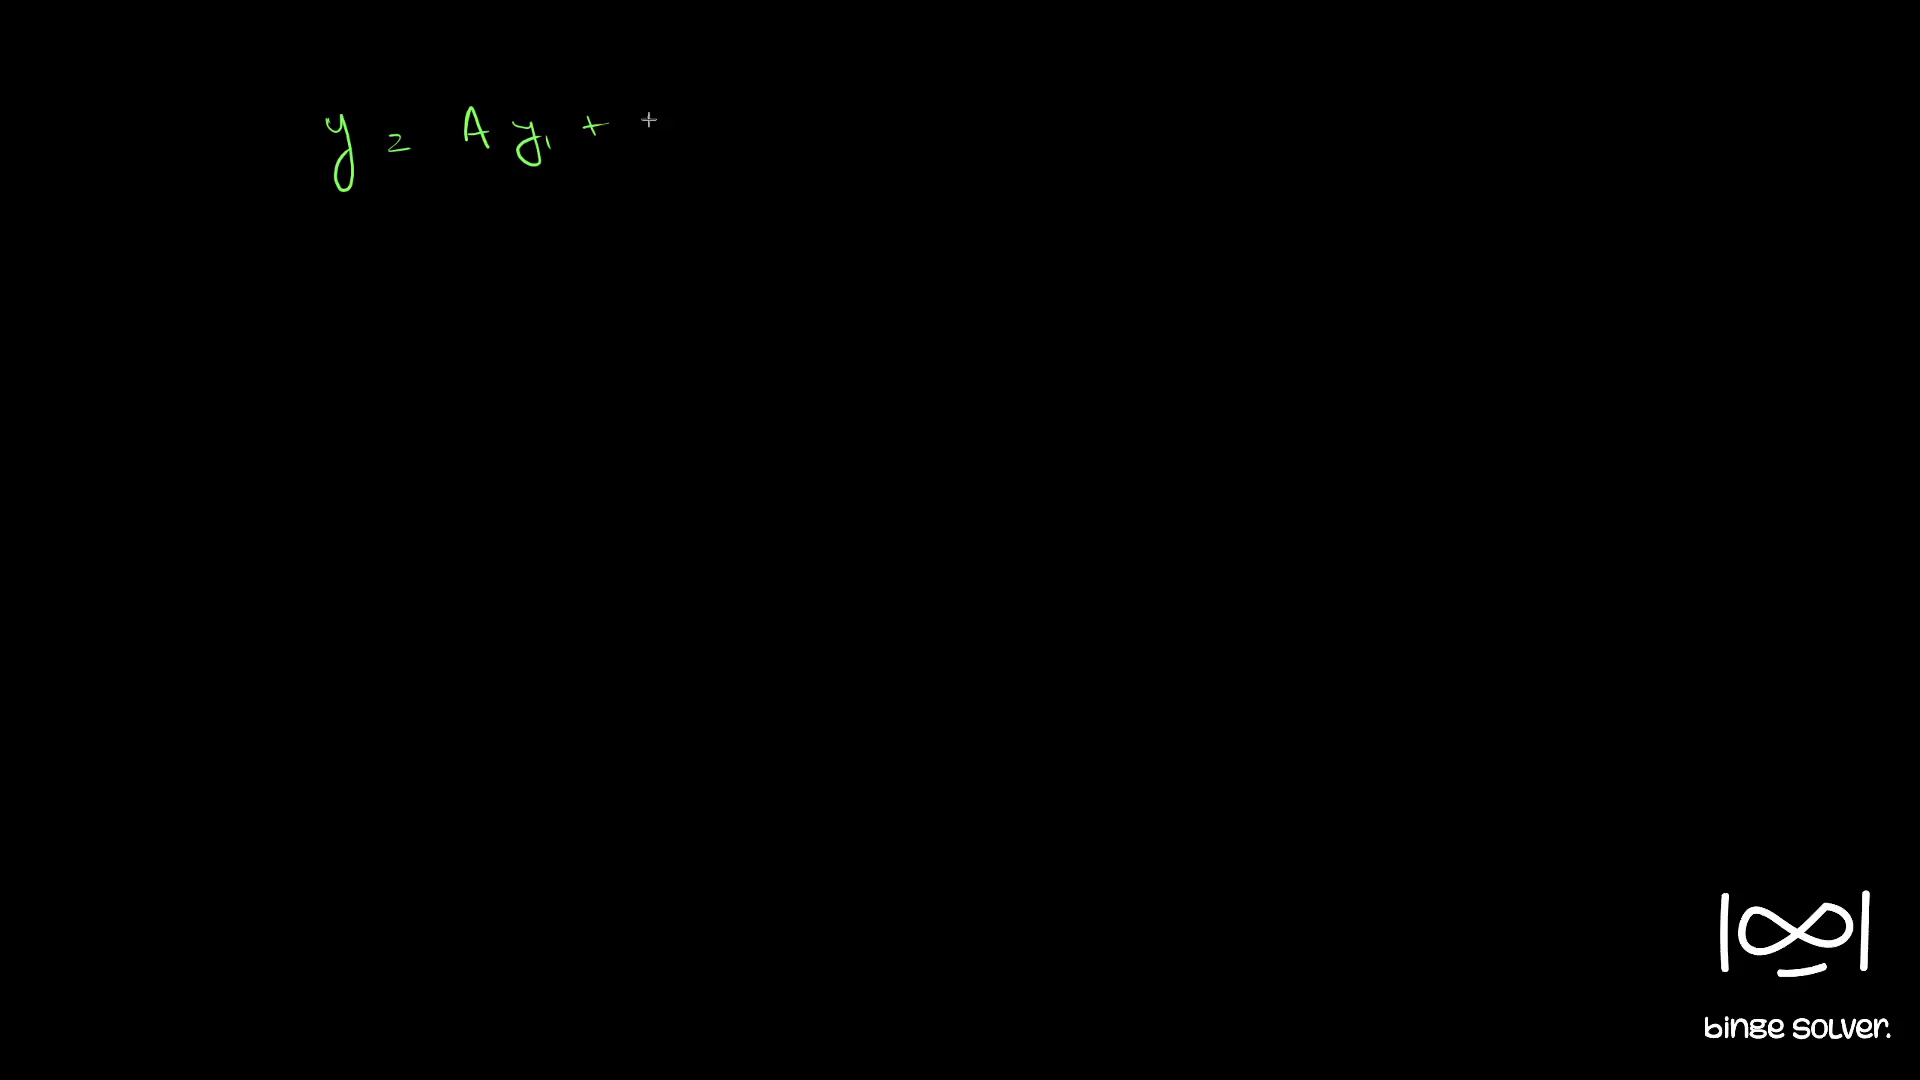 y = A y₁ +
binge solver.